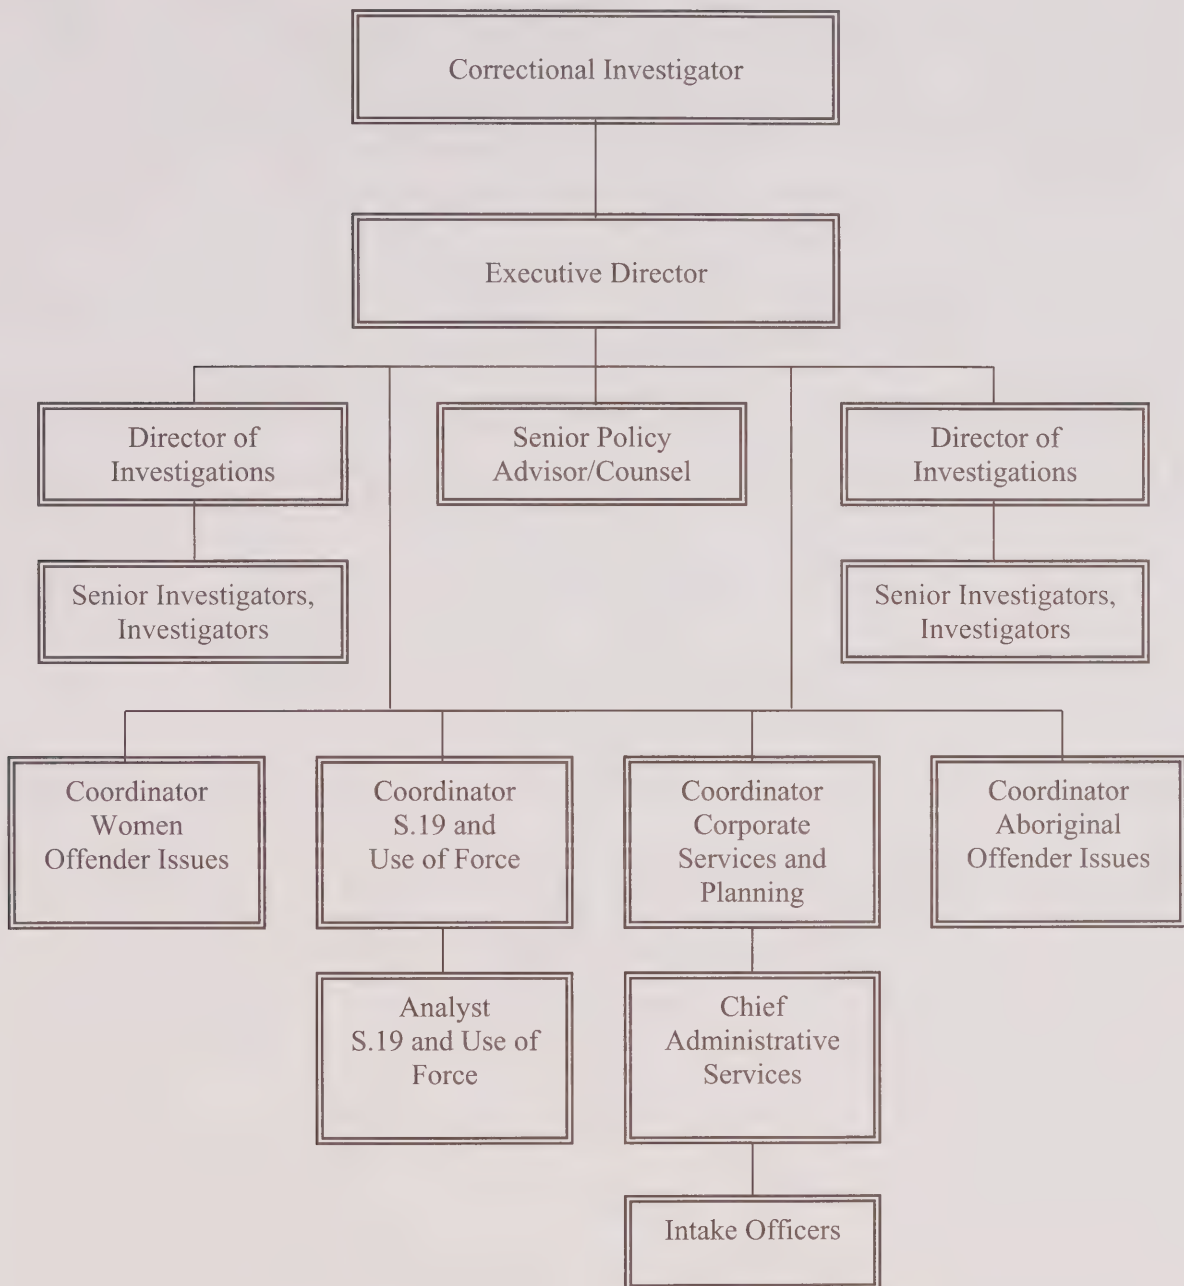 Correctional Investigator
Executive Director
Director of
Investigations
Senior Policy
Advisor/Counsel
Director of
Investigations
Senior Investigators,
Investigators
Senior Investigators,
Investigators
Coordinator
Women
Offender Issues
Coordinator
S.19 and
Use of Force
Coordinator
Corporate
Services and
Planning
Coordinator
Aboriginal
Offender Issues
Analyst
S.19 and Use of
Force
Chief
Administrative
Services
Intake Officers